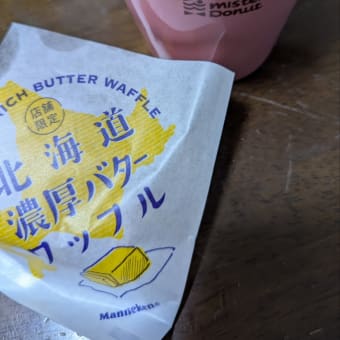 mister
Donut
RICH BUTTER WAFFLE
店舗
限定
北海道
濃厚バター
ワッフル
Manneken®